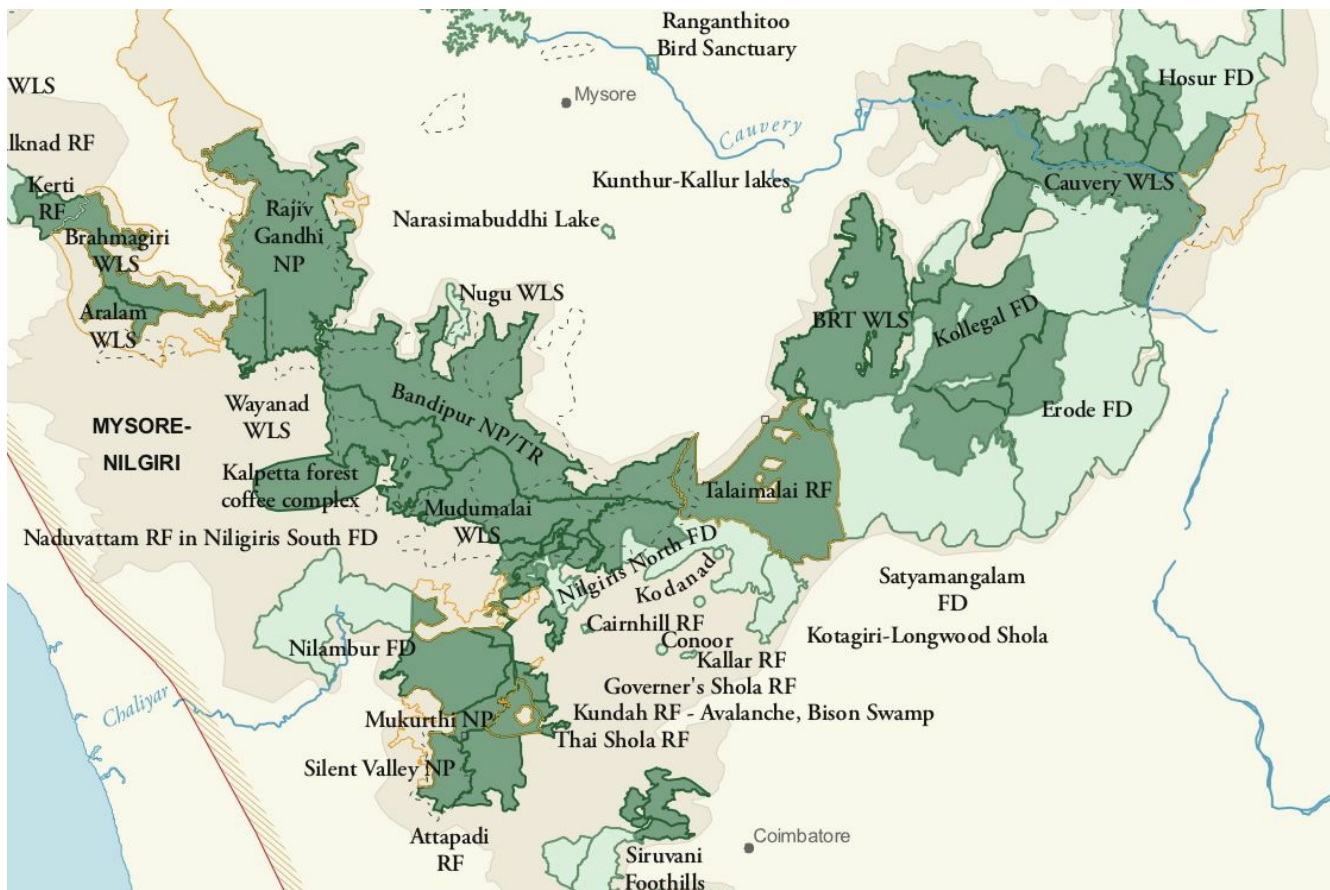 Ranganthitoo
Bird Sanctuary
Hosur FD
WLS
Mysore
Cauvery
lknad RF
Kerti
RF
Kunthur-Kallur lakes
Cauvery WLS
Rajiv
Gandhi
NP
Narasimabuddhi Lake
Brahmagiri
WLS
Nugu WLS
Aralam
WLS
BRT WLS
Kollegal FD
Wayanad
WLS
Bandipur NP/TR
Erode FD
MYSORE-
NILGIRI
Kalpetta forest
coffee complex
Talaimalai RF
Mudumalai
WLS
Naduvattam RF in Niligiris South FD
Nilgiris North FD
Kodanad
Satyamangalam
FD
Cairnhill RF
Conoor
Kotagiri-Longwood Shola
Nilambur FD
Kallar RF
Governer's Shola RF
Chaliyar
Mukurthi NP
Kundah RF - Avalanche, Bison Swamp
Thai Shola RF
Silent Valley NP
Attapadi
RF
Coimbatore
Siruvani
Foothills